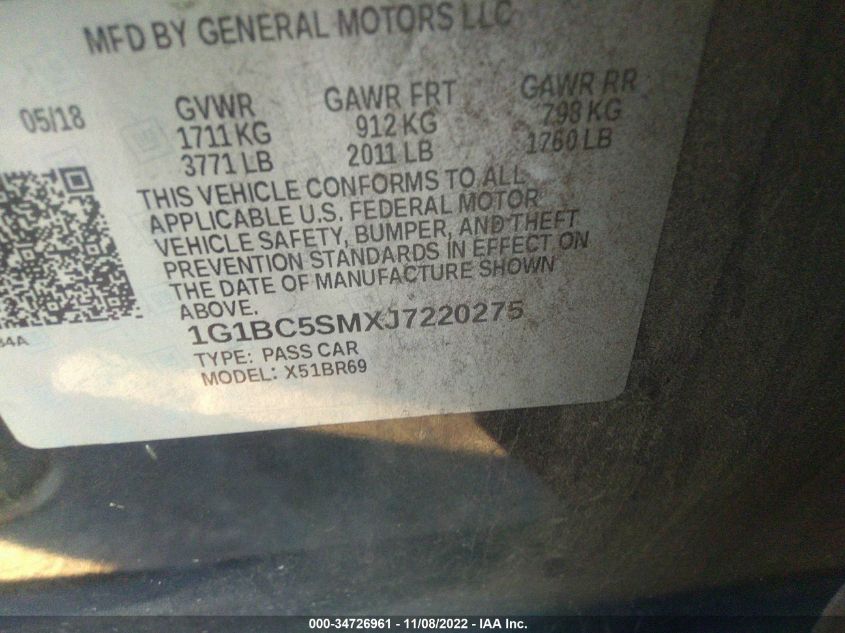 MFD BY GENERAL MOTORS LLC
05/18 GVWR GAWR FRT GAWR RR
1711 KG 912 KG 798 KG
3771 LB 2011 LB 1760 LB
THIS VEHICLE CONFORMS TO ALL
APPLICABLE U.S. FEDERAL MOTOR
VEHICLE SAFETY, BUMPER, AND THEFT
PREVENTION STANDARDS IN EFFECT ON
THE DATE OF MANUFACTURE SHOWN
ABOVE.
1G1BC5SMXJ7220275
TYPE: PASS CAR
MODEL: X51BR69
000-34726961 - 11/08/2022 - IAA Inc.